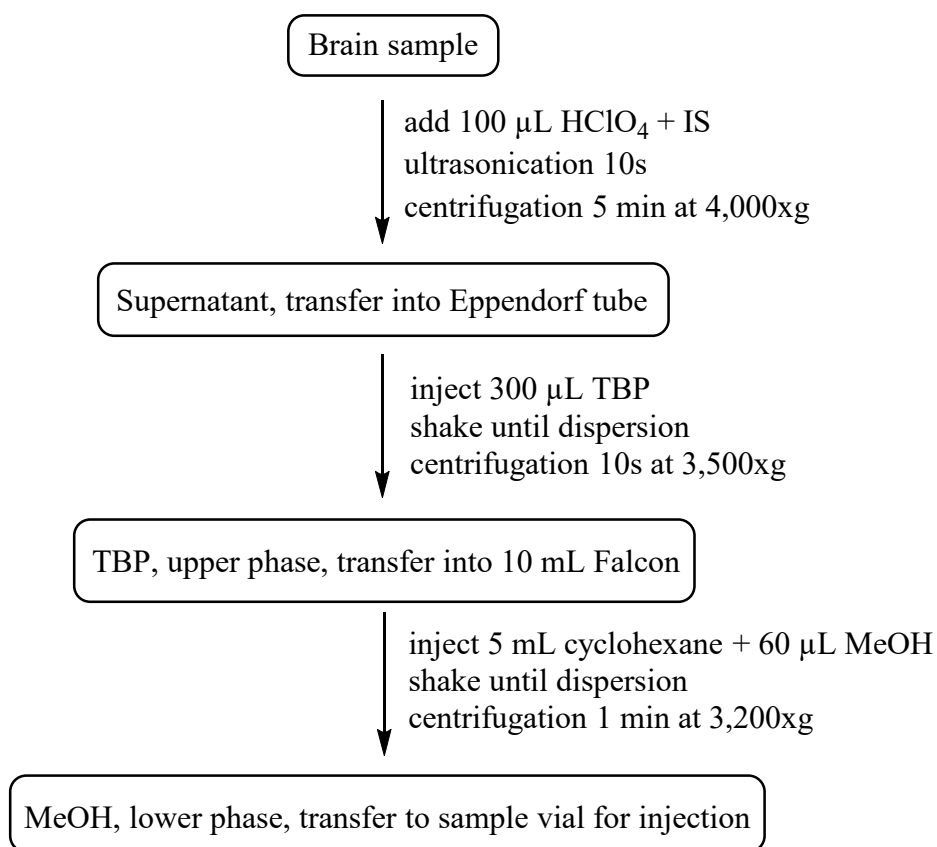 Brain sample
add 100 µL HClO₄ + IS
ultrasonication 10s
centrifugation 5 min at 4,000xg
Supernatant, transfer into Eppendorf tube
inject 300 µL TBP
shake until dispersion
centrifugation 10s at 3,500xg
TBP, upper phase, transfer into 10 mL Falcon
inject 5 mL cyclohexane + 60 µL MeOH
shake until dispersion
centrifugation 1 min at 3,200xg
MeOH, lower phase, transfer to sample vial for injection